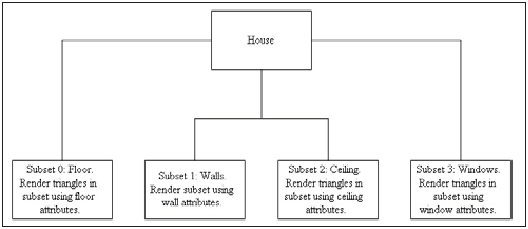 House
Subset 0: Floor.
Render triangles in
subset using floor
attributes.
Subset 1: Walls.
Render subset using
wall attributes.
Subset 2: Ceiling.
Render triangles in
subset using ceiling
attributes.
Subset 3: Windows.
Render triangles in
subset using
window attributes.